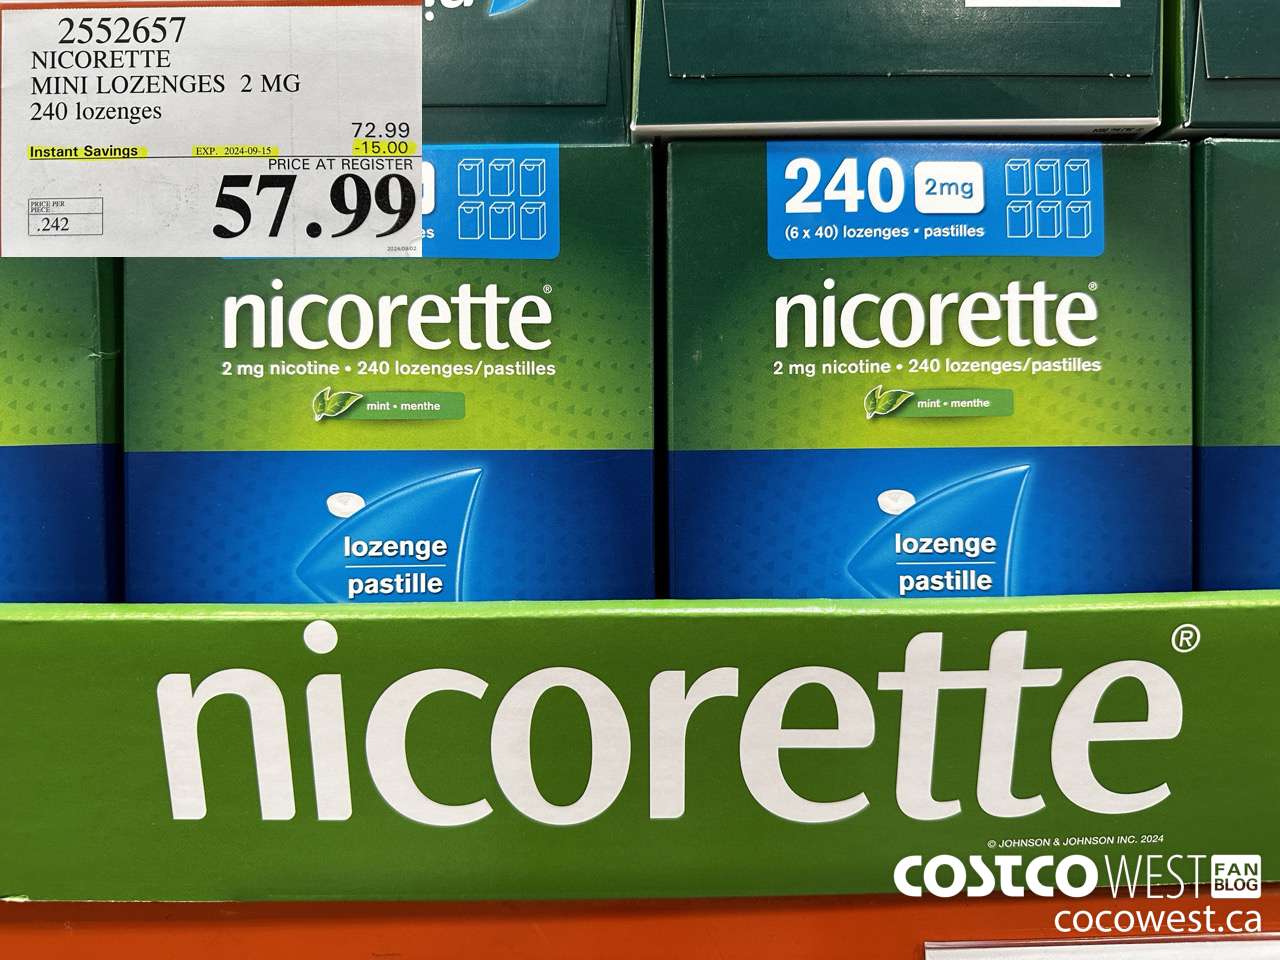 2552657
NICORETTE
MINI LOZENGES 2 MG
240 lozenges
72.99
Instant Savings EXP. 2024-09-15 -15.00
PRICE AT REGISTER
57.99
PRICE PER
PIECE
.242
2024/09/02
240 2mg
(6 x 40) lozenges • pastilles
nicorette®
2 mg nicotine • 240 lozenges/pastilles
mint • menthe
lozenge
pastille
nicorette®
2 mg nicotine • 240 lozenges/pastilles
mint • menthe
lozenge
pastille
nicorette®
© JOHNSON & JOHNSON INC. 2024
COSTCO WEST FAN BLOG
cocowest.ca